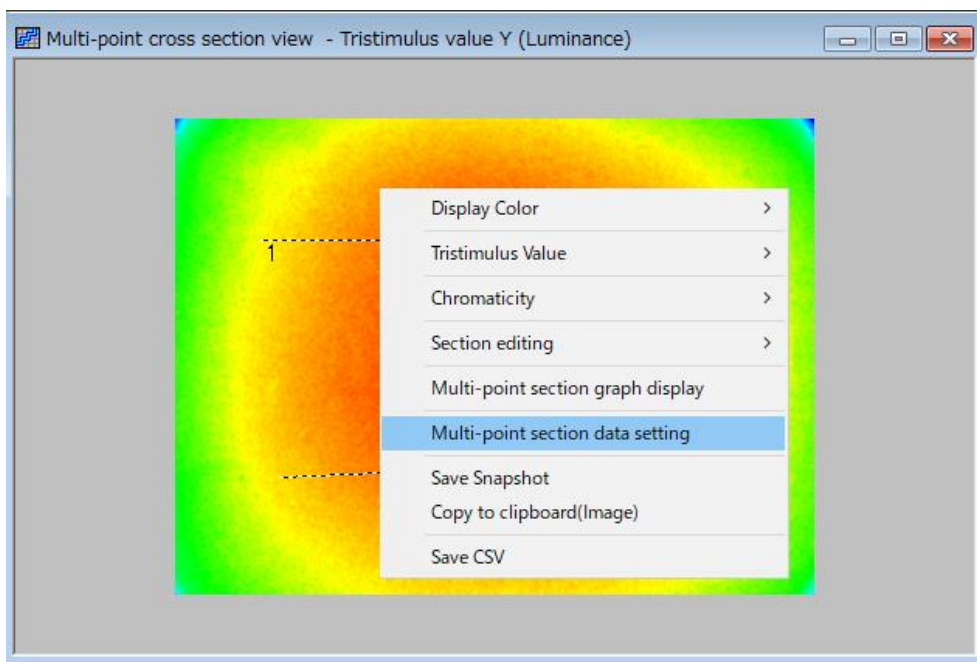 Multi-point cross section view - Tristimulus value Y (Luminance)
Display Color
1
Tristimulus Value
Chromaticity
Section editing
Multi-point section graph display
Multi-point section data setting
Save Snapshot
Copy to clipboard(Image)
Save CSV